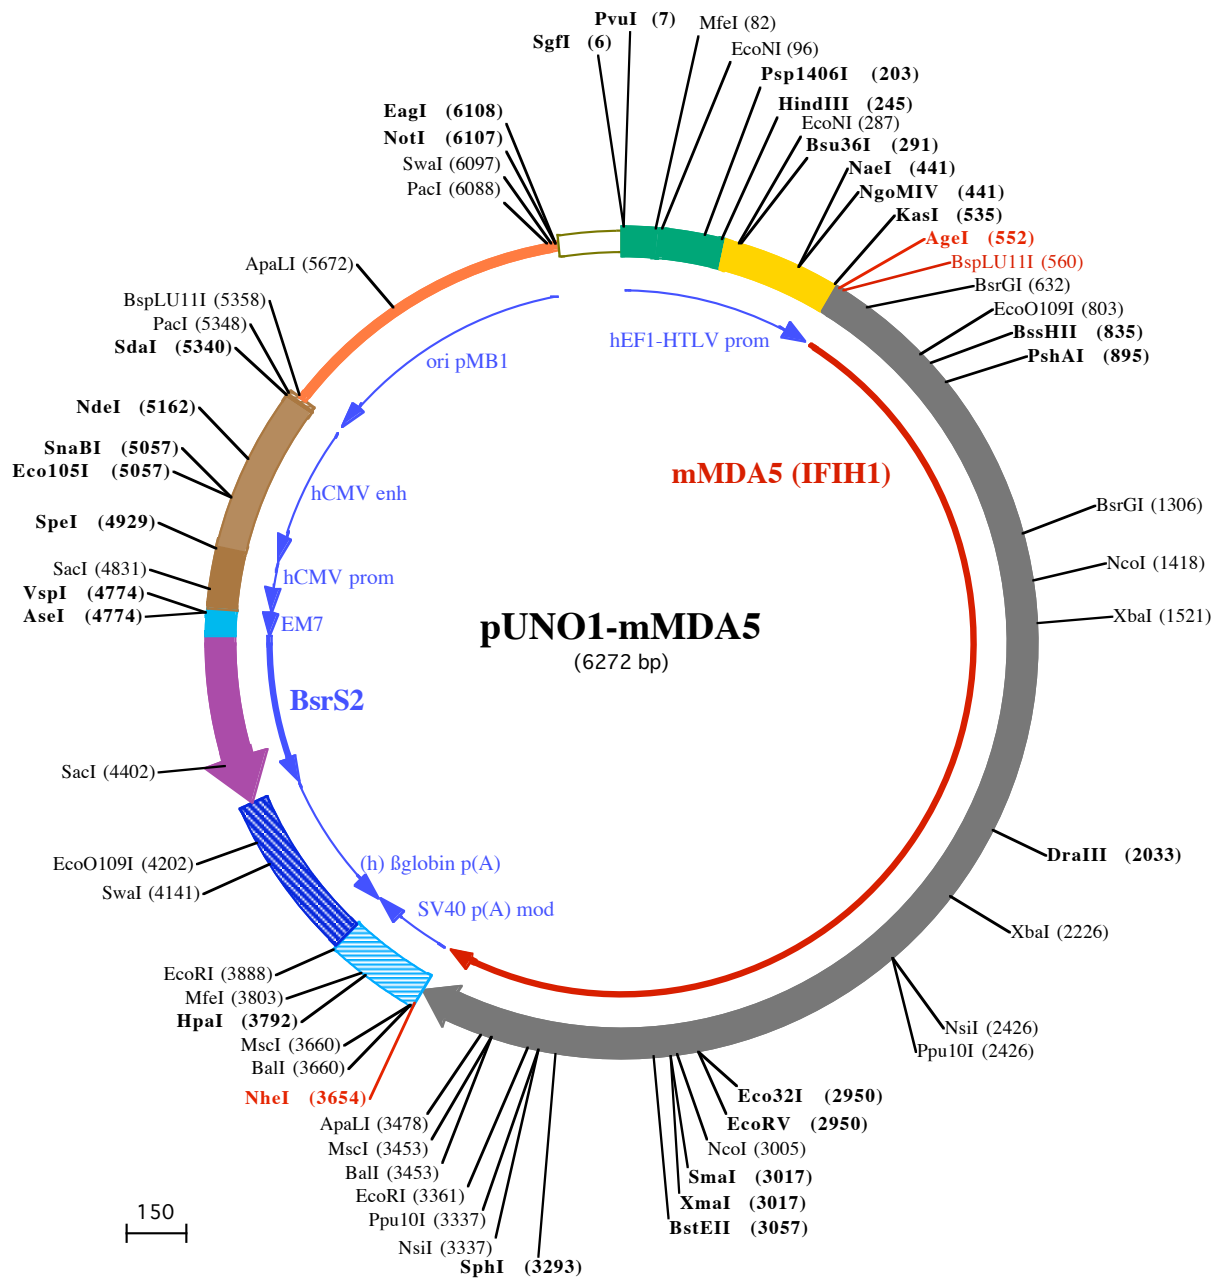 PvuI (7)
SgfI (6)
MfeI (82)
EcoNI (96)
Psp1406I (203)
HindIII (245)
EcoNI (287)
Bsu36I (291)
NaeI (441)
NgoMIV (441)
KasI (535)
AgeI (552)
BspLU11I (560)
BsrGI (632)
EcoO109I (803)
BssHII (835)
PshAI (895)
BsrGI (1306)
NcoI (1418)
XbaI (1521)
DraIII (2033)
XbaI (2226)
NsiI (2426)
Ppu10I (2426)
Eco32I (2950)
EcoRV (2950)
NcoI (3005)
SmaI (3017)
XmaI (3017)
BstEII (3057)
SphI (3293)
NsiI (3337)
Ppu10I (3337)
EcoRI (3361)
BalI (3453)
MscI (3453)
ApaLI (3478)
NheI (3654)
BalI (3660)
MscI (3660)
HpaI (3792)
MfeI (3803)
EcoRI (3888)
SwaI (4141)
EcoO109I (4202)
SacI (4402)
AseI (4774)
VspI (4774)
SacI (4831)
SpeI (4929)
Eco105I (5057)
SnaBI (5057)
NdeI (5162)
SdaI (5340)
PacI (5348)
BspLU11I (5358)
ApaLI (5672)
PacI (6088)
SwaI (6097)
NotI (6107)
EagI (6108)
hEF1-HTLV prom
ori pMB1
mMDA5 (IFIH1)
hCMV enh
hCMV prom
EM7
pUNO1-mMDA5
(6272 bp)
BsrS2
(h) ßglobin p(A)
SV40 p(A) mod
150